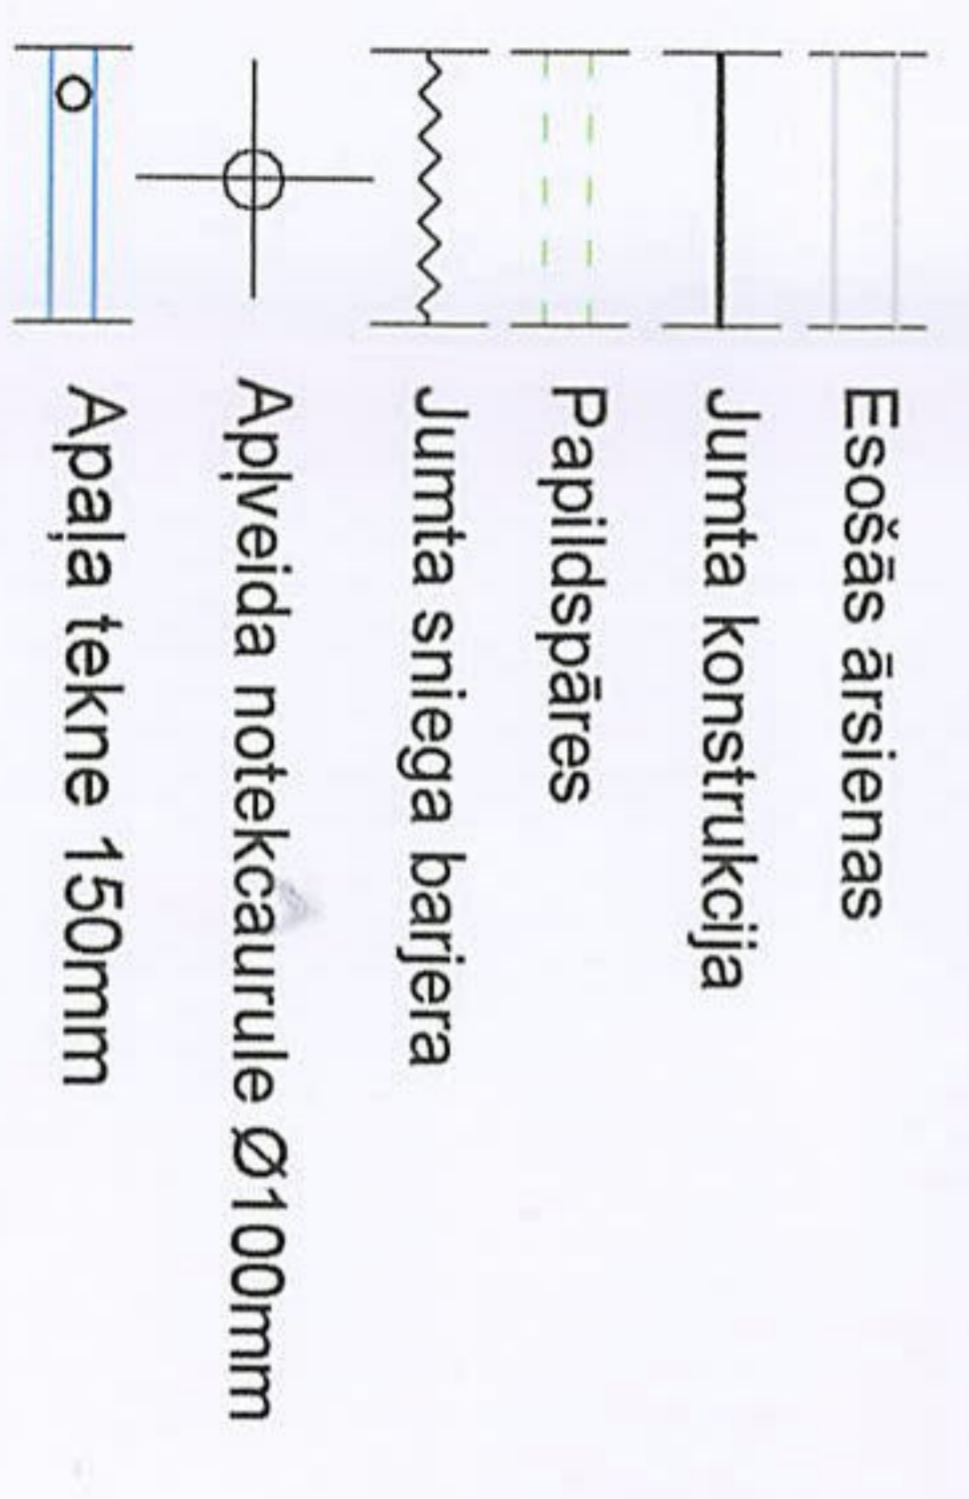 Esošās ārsienas
Jumta konstrukcija
Papildspāres
Jumta sniega barjera
Apļveida notekcaurule Ø100mm
Apaļa tekne 150mm